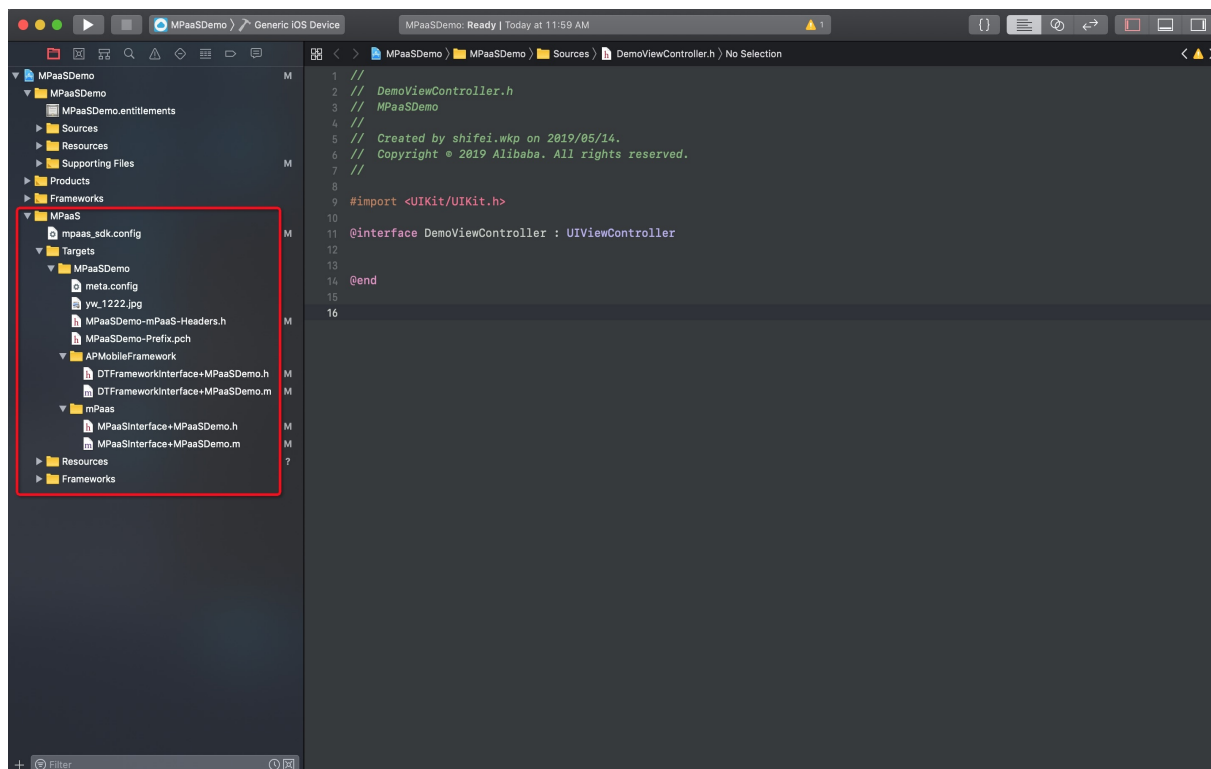 MPaaSDemo 〉 Generic iOS Device
MPaaSDemo: Ready | Today at 11:59 AM
1
{}
MPaaSDemo 〉 MPaaSDemo 〉 Sources 〉 h DemoViewController.h 〉 No Selection
MPaaSDemo M
MPaaSDemo
MPaaSDemo.entitlements
Sources
Resources
Supporting Files M
Products
Frameworks
MPaaS
mpaas_sdk.config M
Targets
MPaaSDemo
meta.config
yw_1222.jpg
h MPaaSDemo-mPaaS-Headers.h M
h MPaaSDemo-Prefix.pch
APMobileFramework
h DTFrameworkInterface+MPaaSDemo.h M
m DTFrameworkInterface+MPaaSDemo.m M
mPaas
h MPaaSInterface+MPaaSDemo.h M
m MPaaSInterface+MPaaSDemo.m M
Resources ?
Frameworks
Filter
1 //
2 // DemoViewController.h
3 // MPaaSDemo
4 //
5 // Created by shifei.wkp on 2019/05/14.
6 // Copyright © 2019 Alibaba. All rights reserved.
7 //
8
9 #import <UIKit/UIKit.h>
10
11 @interface DemoViewController : UIViewController
12
13
14 @end
15
16